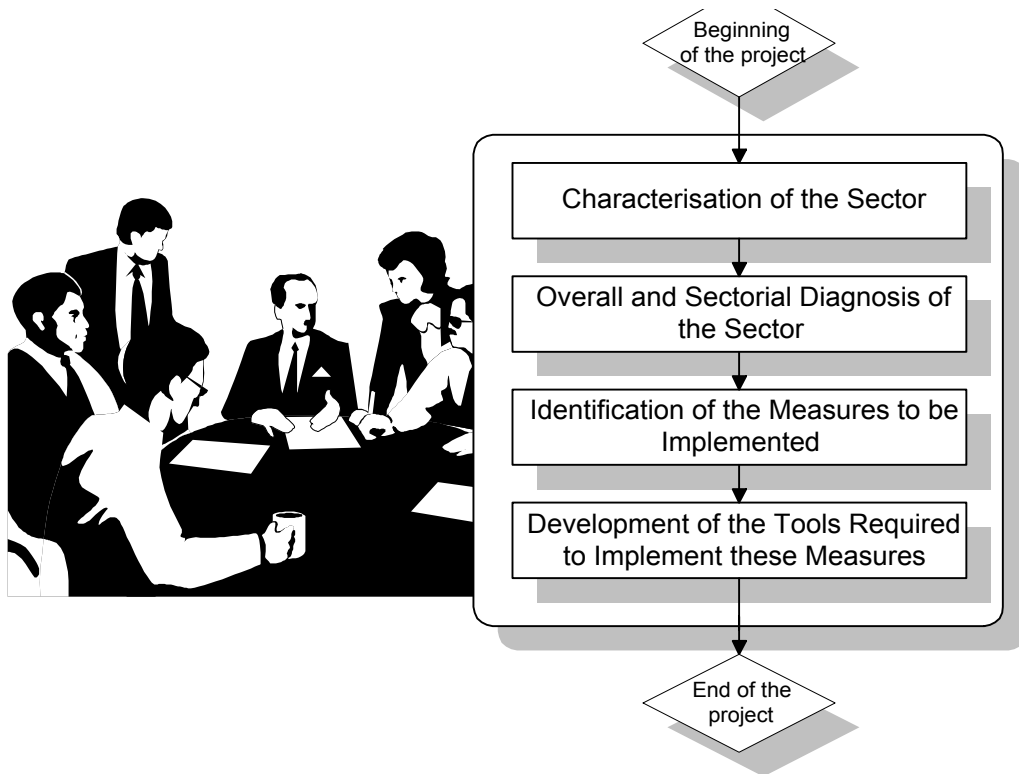 Beginning
of the project
Characterisation of the Sector
Overall and Sectorial Diagnosis of
the Sector
Identification of the Measures to be
Implemented
Development of the Tools Required
to Implement these Measures
End of the
project